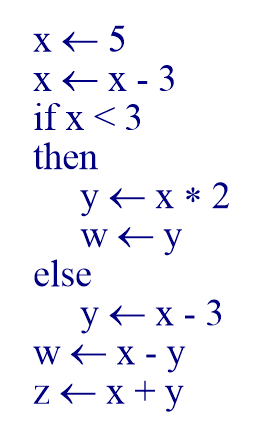 x ← 5
x ← x - 3
if x < 3
then
y ← x * 2
w ← y
else
y ← x - 3
w ← x - y
z ← x + y